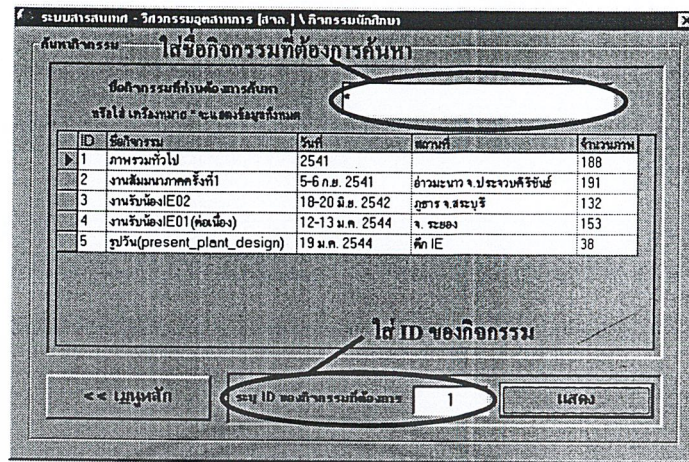 ระบบสารสนเทศ - วิศวกรรมอุตสาหการ [สาล.] \ กิจกรรมนักศึกษา
ค้นหากิจกรรม
ใส่ชื่อกิจกรรมที่ต้องการค้นหา
ชื่อกิจกรรมที่ท่านต้องการค้นหา
*
หรือใส่ เครื่องหมาย * จะแสดงข้อมูลทั้งหมด
ID ชื่อกิจกรรม วันที่ สถานที่ จำนวนภาพ
1 ภาพรวมทั่วไป 2541 188
2 งานสัมมนาภาคครั้งที่1 5-6 ก.ย. 2541 อ่าวมะนาว จ.ประจวบคิรีขันธ์ 191
3 งานรับน้องIE02 18-20 มิ.ย. 2542 ภูธาร จ.สระบุรี 132
4 งานรับน้องIE01(ต่อเนื่อง) 12-13 ม.ค. 2544 จ. ระยอง 153
5 รูปวัน(present_plant_design) 19 ม.ค. 2544 ตึก IE 38
ใส่ ID ของกิจกรรม
<< เมนูหลัก ระบุ ID ของกิจกรรมที่ต้องการ 1 แสดง